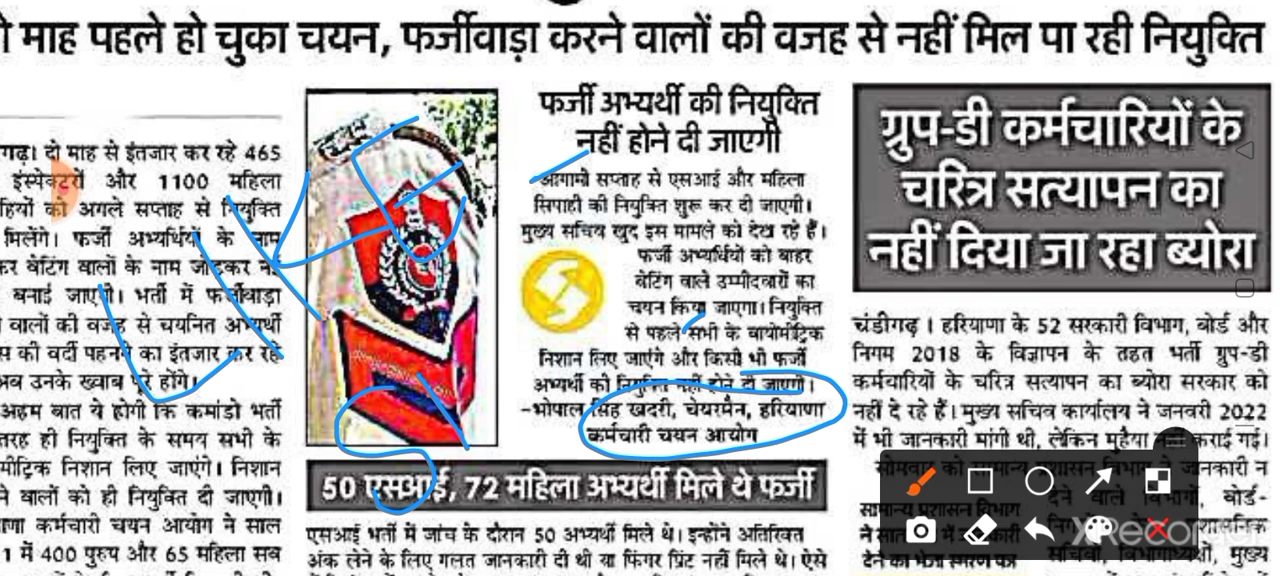 माह पहले हो चुका चयन, फर्जीवाड़ा करने वालों की वजह से नहीं मिल पा रही नियुक्ति
गढ़। दो माह से इंतजार कर रहे 465
इंस्पेक्टरों और 1100 महिला
हियों को अगले सप्ताह से नियुक्ति
मिलेंगे। फर्जी अभ्यर्थियों के नाम
कर वेटिंग वालों के नाम जोड़कर
बनाई जाएगी। भर्ती में फर्जीवाड़ा
वालों की वजह से चयनित अभ्यर्थी
स की वर्दी पहनने का इंतजार कर रहे
अब उनके ख्वाब पूरे होंगे।
अहम बात ये होगी कि कमांडो भर्ती
तरह ही नियुक्ति के समय सभी के
मीट्रिक निशान लिए जाएंगे। निशान
ने वालों को ही नियुक्ति दी जाएगी।
णा कर्मचारी चयन आयोग ने साल
1 में 400 पुरुष और 65 महिला सब
फर्जी अभ्यर्थी की नियुक्ति
नहीं होने दी जाएगी
आगामी सप्ताह से एसआई और महिला
सिपाही की नियुक्ति शुरू कर दी जाएगी।
मुख्य सचिव खुद इस मामले को देख रहे हैं।
फर्जी अभ्यर्थियों को बाहर
वेटिंग वाले उम्मीदवारों का
चयन किया जाएगा। नियुक्ति
से पहले सभी के बायोमीट्रिक
निशान लिए जाएंगे और किसी भी फर्जी
अभ्यर्थी की नियुक्ति नहीं होने दी जाएगी।
-भोपाल सिंह खदरी, चेयरमैन, हरियाणा
कर्मचारी चयन आयोग
50 एसआई, 72 महिला अभ्यर्थी मिले थे फर्जी
एसआई भर्ती में जांच के दौरान 50 अभ्यर्थी मिले थे। इन्होंने अतिरिक्त
अंक लेने के लिए गलत जानकारी दी थी या फिंगर प्रिंट नहीं मिले थे। ऐसे
ग्रुप-डी कर्मचारियों के
चरित्र सत्यापन का
नहीं दिया जा रहा ब्योरा
चंडीगढ़। हरियाणा के 52 सरकारी विभाग, बोर्ड और
निगम 2018 के विज्ञापन के तहत भर्ती ग्रुप-डी
कर्मचारियों के चरित्र सत्यापन का ब्योरा सरकार को
नहीं दे रहे हैं। मुख्य सचिव कार्यालय ने जनवरी 2022
में भी जानकारी मांगी थी, लेकिन मुहैया नहीं कराई गई।
सोमवार को सामान्य प्रशासन विभाग ने जानकारी न
देने वाले विभागों, बोर्ड-
सामान्य प्रशासन विभाग
XRecorder
मुख्य